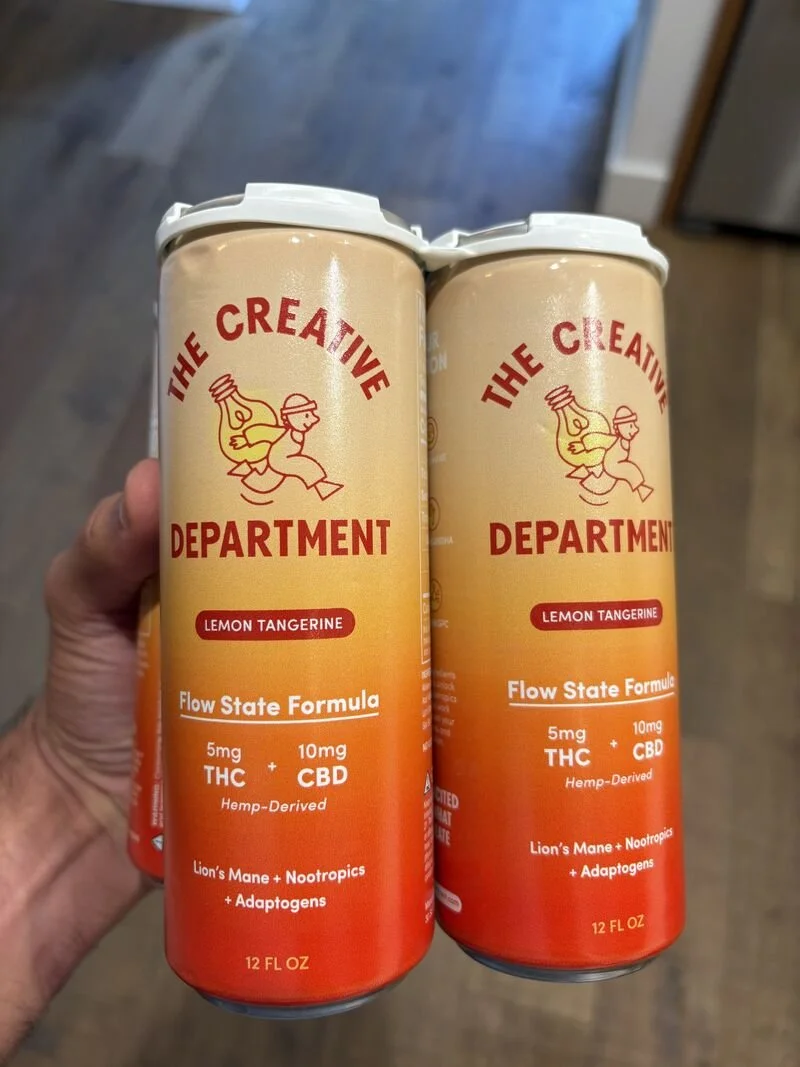 THE CREATIVE
DEPARTMENT
LEMON TANGERINE
Flow State Formula
5mg THC + 10mg CBD
Hemp-Derived
Lion's Mane + Nootropics
+ Adaptogens
12 FL OZ
THE CREATIVE
DEPARTMENT
LEMON TANGERINE
Flow State Formula
5mg THC + 10mg CBD
Hemp-Derived
Lion's Mane + Nootropics
+ Adaptogens
12 FL OZ